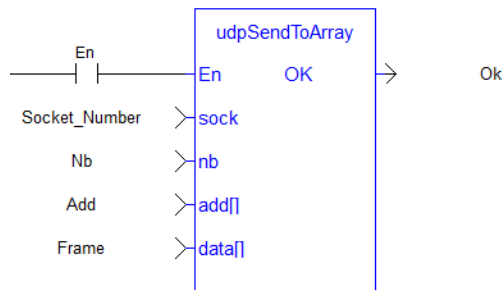 udpSendToArray
En
En OK Ok
Socket_Number sock
Nb nb
Add add[]
Frame data[]